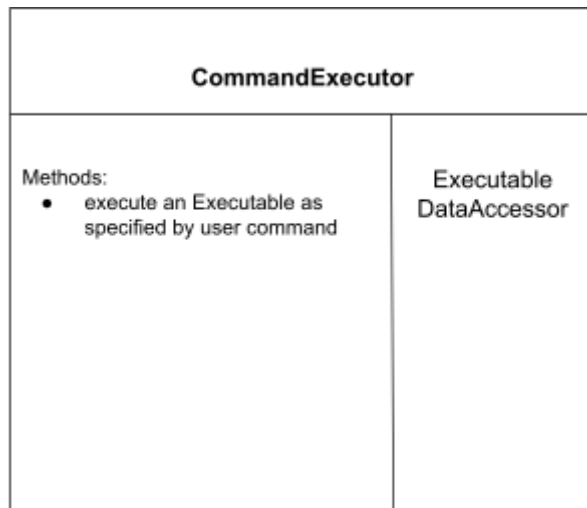 CommandExecutor
Methods:
● execute an Executable as
specified by user command
Executable
DataAccessor